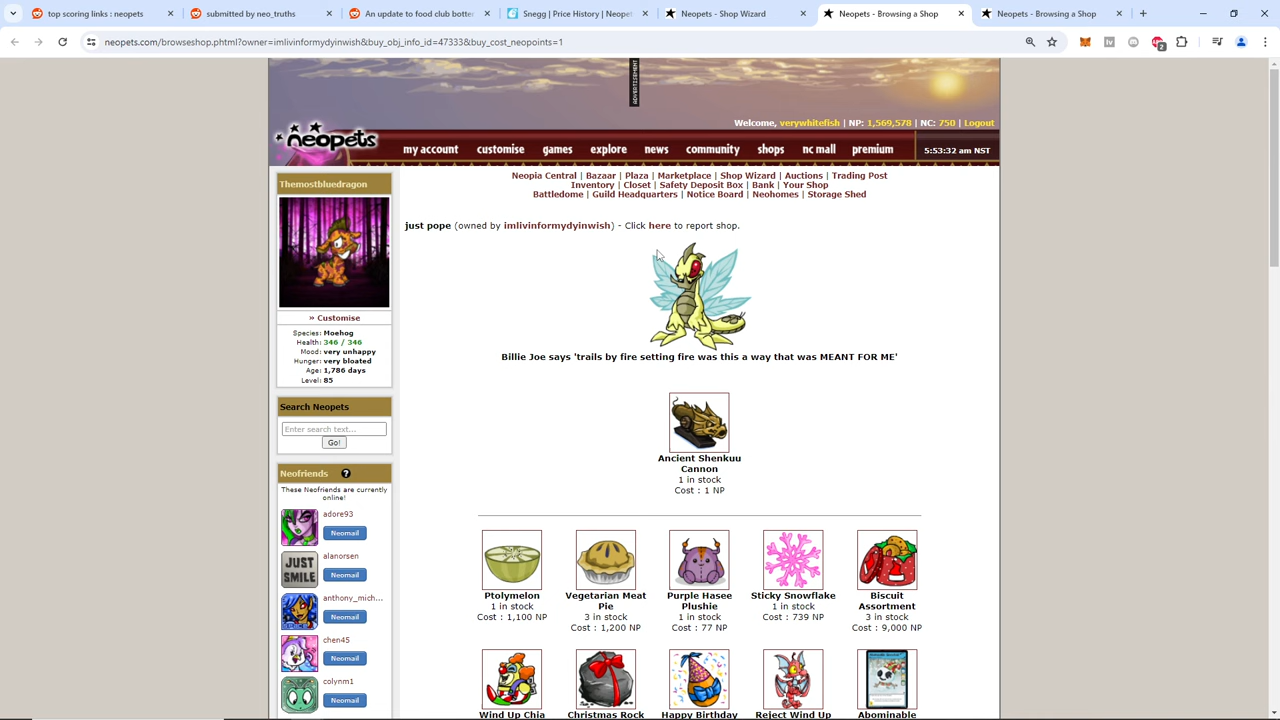 top scoring links : neopets
submitted by neo_truths
An update to food club bottern
Snegg | Price History | Neopet
Neopets - Shop Wizard
Neopets - Browsing a Shop
Neopets - Browsing a Shop
neopets.com/browseshop.phtml?owner=imlivinformydyinwish&buy_obj_info_id=47333&buy_cost_neopoints=1
2
ADVERTISEMENT
Welcome, verywhitefish | NP: 1,569,578 | NC: 750 | Logout
neopets
my account customise games explore news community shops nc mall premium 5:53:32 am NST
Neopia Central | Bazaar | Plaza | Marketplace | Shop Wizard | Auctions | Trading Post
Inventory | Closet | Safety Deposit Box | Bank | Your Shop
Battledome | Guild Headquarters | Notice Board | Neohomes | Storage Shed
Themostbluedragon
» Customise
Species: Moehog
Health: 346 / 346
Mood: very unhappy
Hunger: very bloated
Age: 1,786 days
Level: 85
Search Neopets
Enter search text...
Go!
Neofriends ?
These Neofriends are currently
online!
adore93
Neomail
JUST
SMILE
alanorsen
Neomail
anthony_mich...
Neomail
chen45
Neomail
colynm1
Neomail
just pope (owned by imlivinformydyinwish) - Click here to report shop.
Billie Joe says 'trails by fire setting fire was this a way that was MEANT FOR ME'
Ancient Shenkuu
Cannon
1 in stock
Cost : 1 NP
Ptolymelon
1 in stock
Cost : 1,100 NP
Vegetarian Meat
Pie
3 in stock
Cost : 1,200 NP
Purple Hasee
Plushie
1 in stock
Cost : 77 NP
Sticky Snowflake
1 in stock
Cost : 739 NP
Biscuit
Assortment
3 in stock
Cost : 9,000 NP
Wind Up Chia
Christmas Rock
Happy Birthday
Reject Wind Up
Abominable